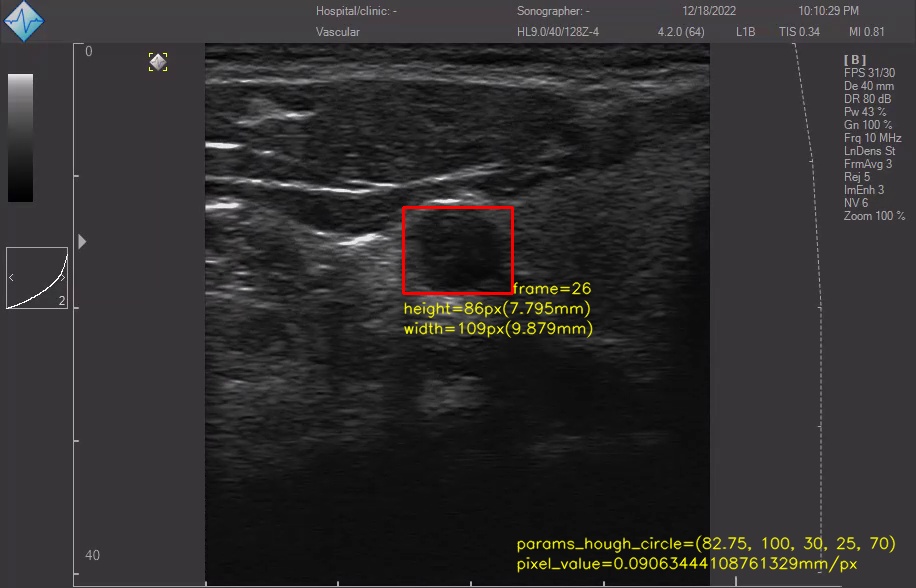 Hospital/clinic: - Sonographer: - 12/18/2022 10:10:29 PM
Vascular HL9.0/40/128Z-4 4.2.0 (64) L1B TIS 0.34 MI 0.81
0
[ B ]
FPS 31/30
De 40 mm
DR 80 dB
Pw 43 %
Gn 100 %
Frq 10 MHz
LnDens St
FrmAvg 3
Rej 5
ImEnh 3
NV 6
Zoom 100 %
2
frame=26
height=86px(7.795mm)
width=109px(9.879mm)
40
params_hough_circle=(82.75, 100, 30, 25, 70)
pixel_value=0.09063444108761329mm/px